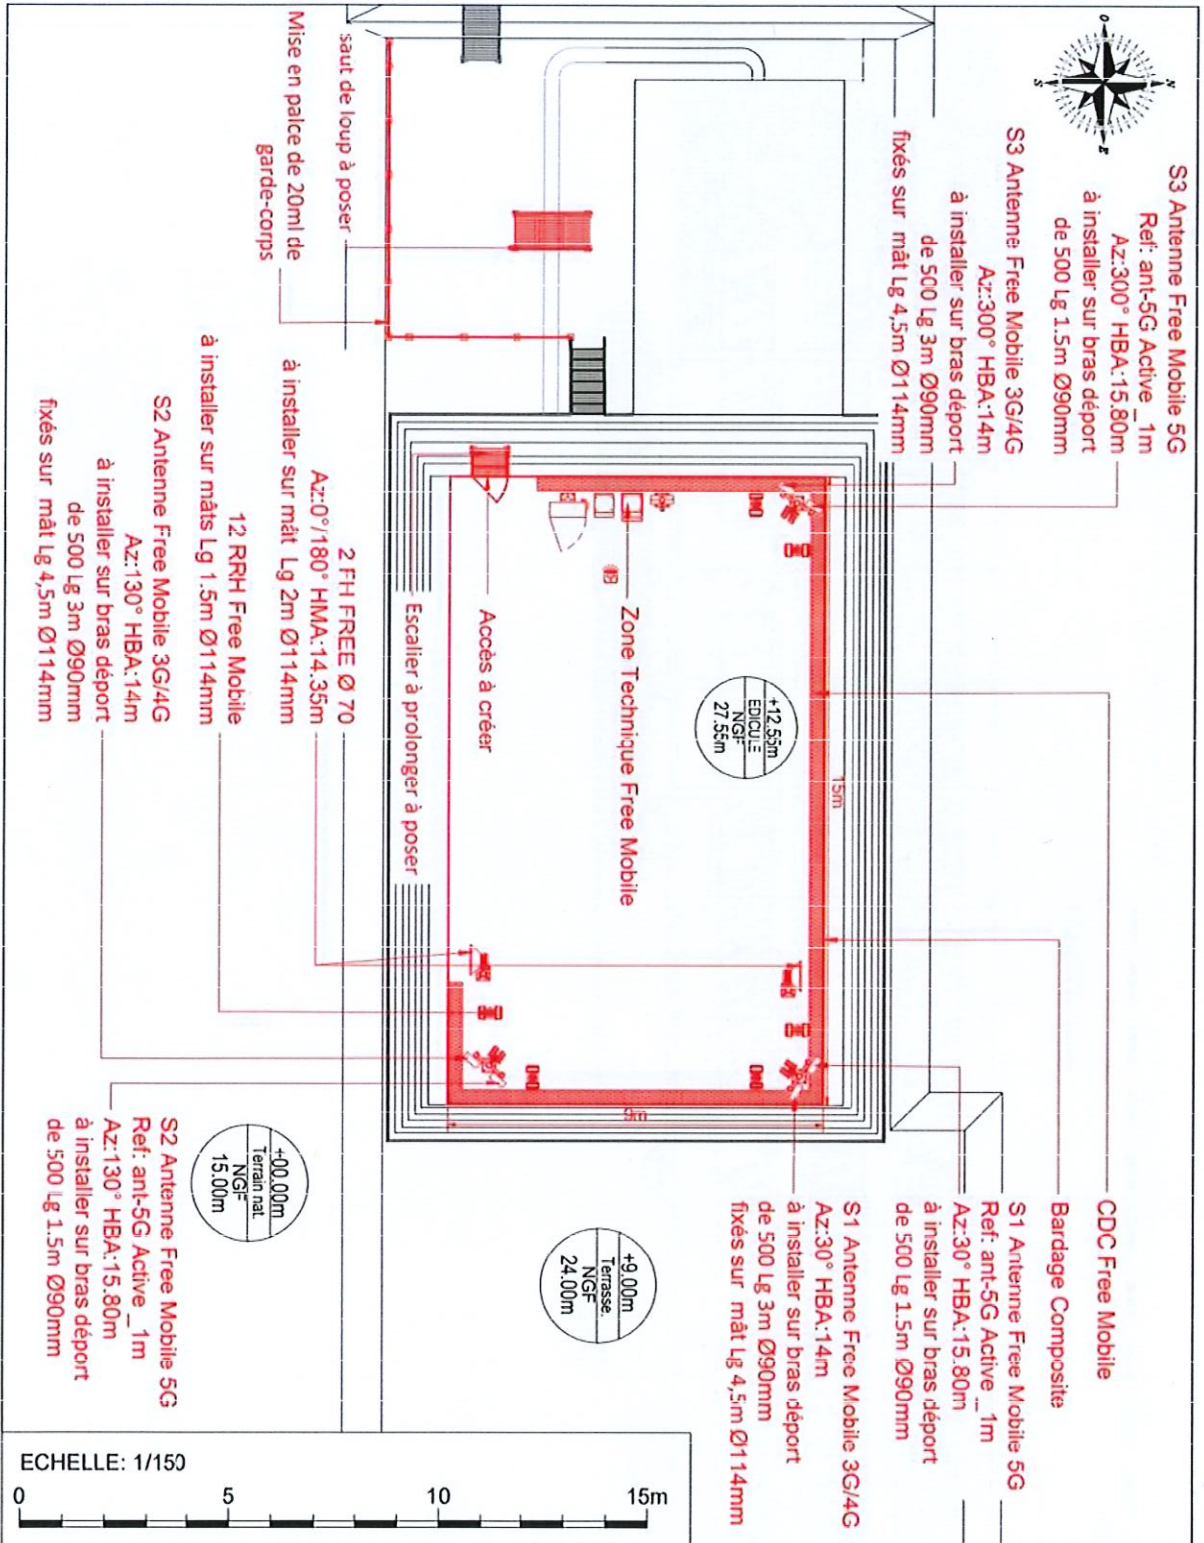 S3 Antenne Free Mobile 5G
Ref: ant-5G Active _ 1m
Az:300° HBA:15.80m
à installer sur bras déport
de 500 Lg 1.5m Ø90mm
S3 Antenne Free Mobile 3G/4G
Az:300° HBA:14m
à installer sur bras déport
de 500 Lg 3m Ø90mm
fixés sur mât Lg 4,5m Ø114mm
O
N
S
E
CDC Free Mobile
Bardage Composite
S1 Antenne Free Mobile 5G
Ref: ant-5G Active _ 1m
Az:30° HBA:15.80m
à installer sur bras déport
de 500 Lg 1.5m Ø90mm
S1 Antenne Free Mobile 3G/4G
Az:30° HBA:14m
à installer sur bras déport
de 500 Lg 3m Ø90mm
fixés sur mât Lg 4,5m Ø114mm
15m
9m
+12.55m
EDICULE
NGF
27.55m
Zone Technique Free Mobile
Accès à créer
Escalier à prolonger à poser
+9.00m
Terrasse.
NGF
24.00m
+00.00m
Terrain nat.
NGF
15.00m
saut de loup à poser
Mise en palce de 20ml de
garde-corps
2 FH FREE Ø 70
Az:0°/180° HMA:14.35m
à installer sur mât Lg 2m Ø114mm
12 RRH Free Mobile
à installer sur mâts Lg 1.5m Ø114mm
S2 Antenne Free Mobile 3G/4G
Az:130° HBA:14m
à installer sur bras déport
de 500 Lg 3m Ø90mm
fixés sur mât Lg 4,5m Ø114mm
S2 Antenne Free Mobile 5G
Ref: ant-5G Active _ 1m
Az:130° HBA:15.80m
à installer sur bras déport
de 500 Lg 1.5m Ø90mm
ECHELLE: 1/150
0 5 10 15m